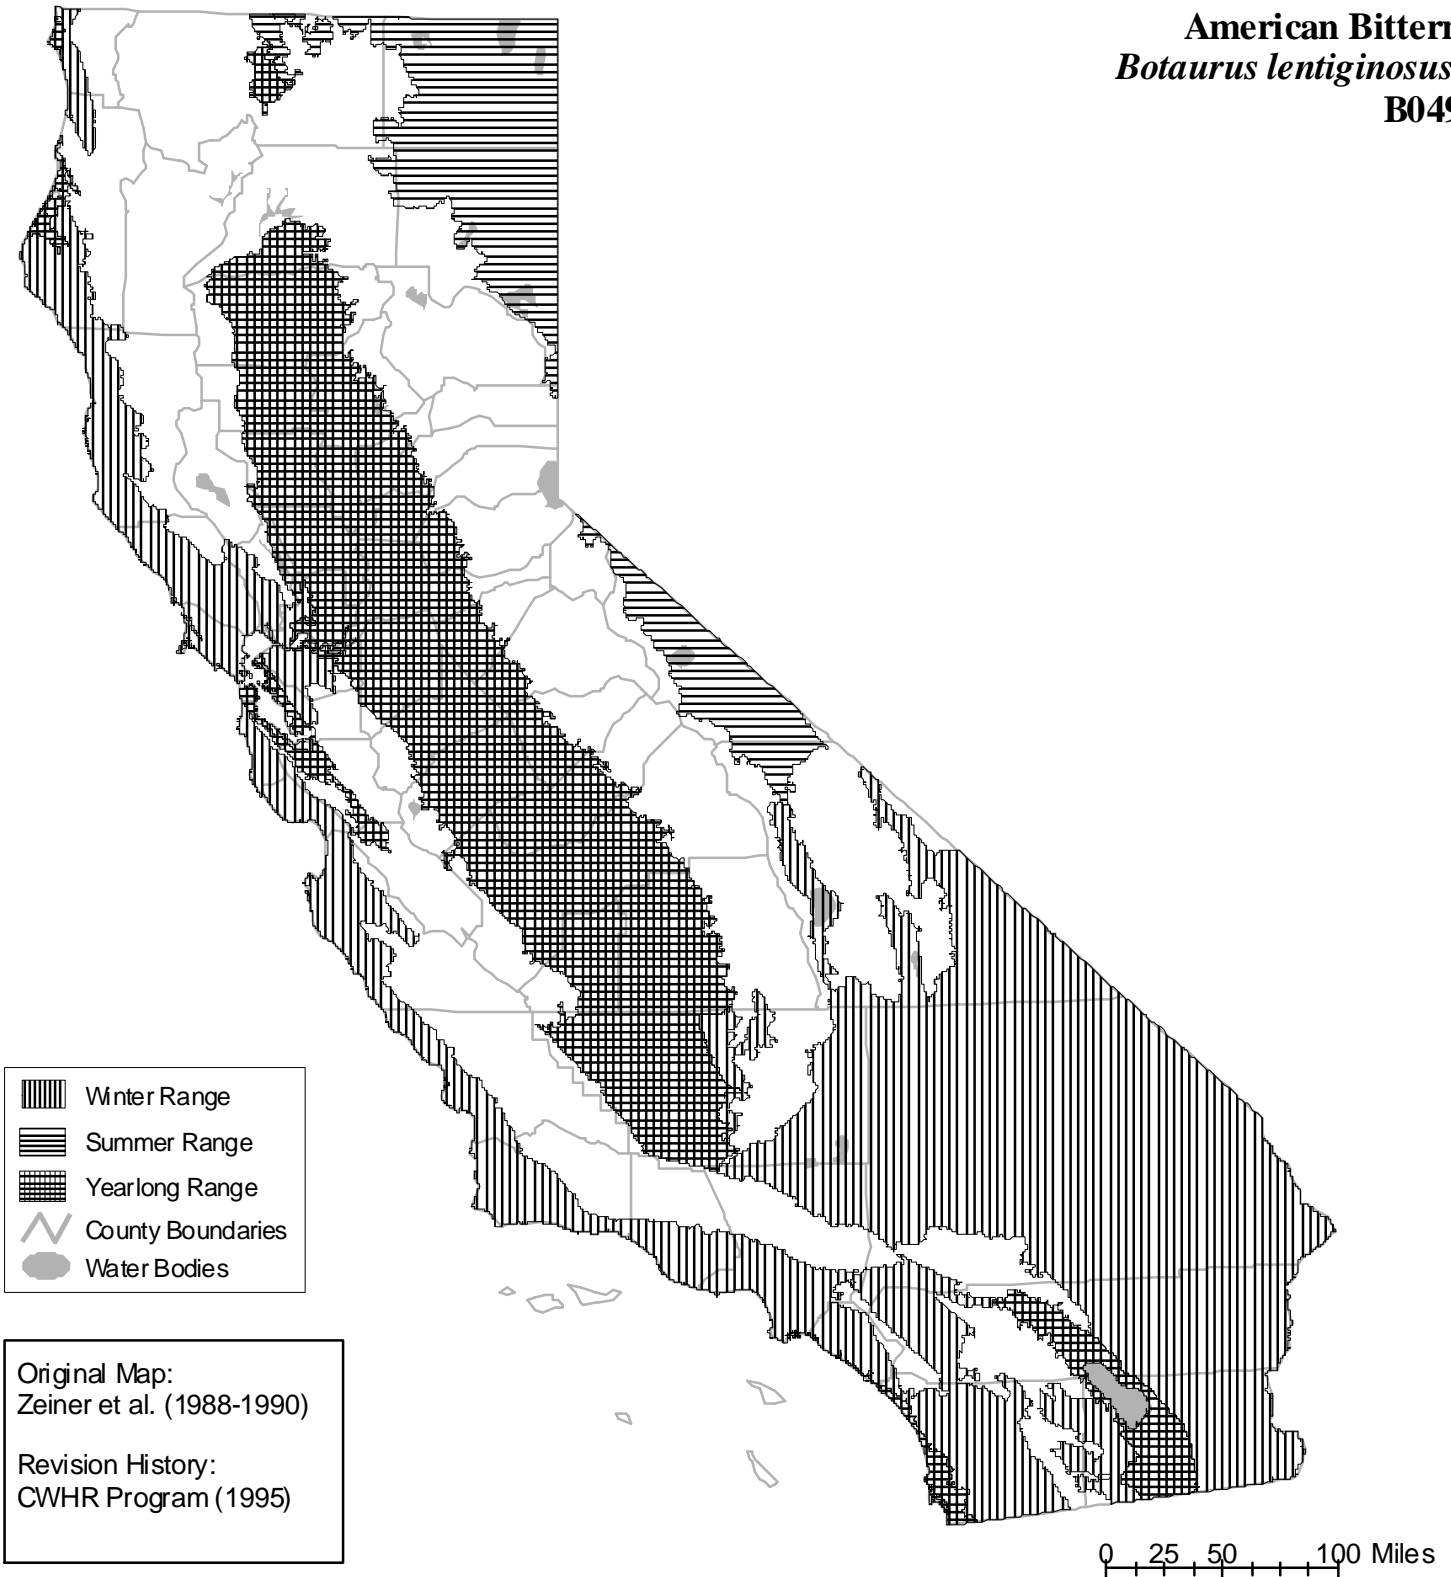 American Bittern
Botaurus lentiginosus
B049
Winter Range
Summer Range
Yearlong Range
County Boundaries
Water Bodies
Original Map:
Zeiner et al. (1988-1990)
Revision History:
CWHR Program (1995)
0 25 50 100 Miles